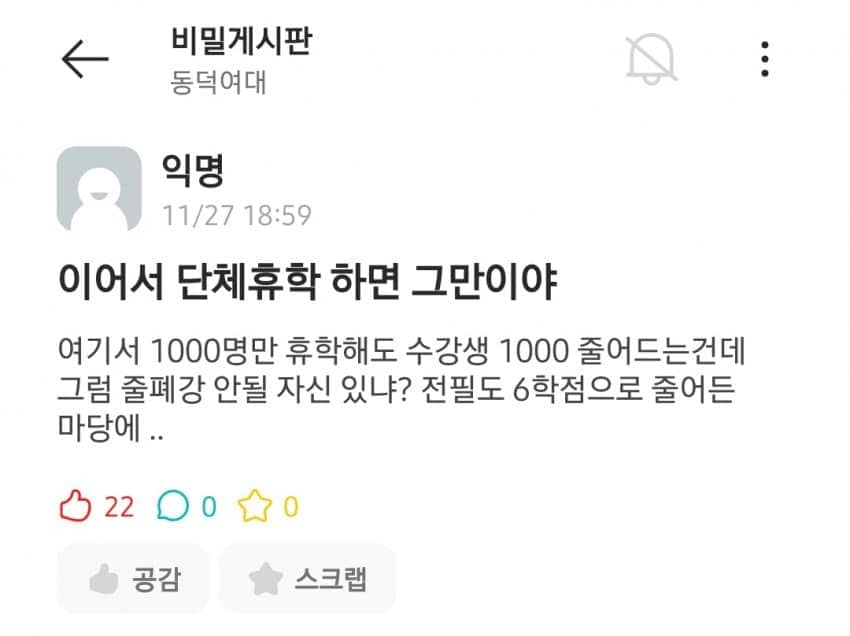 비밀게시판
동덕여대
익명
11/27 18:59
이어서 단체휴학 하면 그만이야
여기서 1000명만 휴학해도 수강생 1000 줄어드는건데
그럼 줄폐강 안될 자신 있냐? 전필도 6학점으로 줄어든
마당에 ..
22 0 0
공감 스크랩